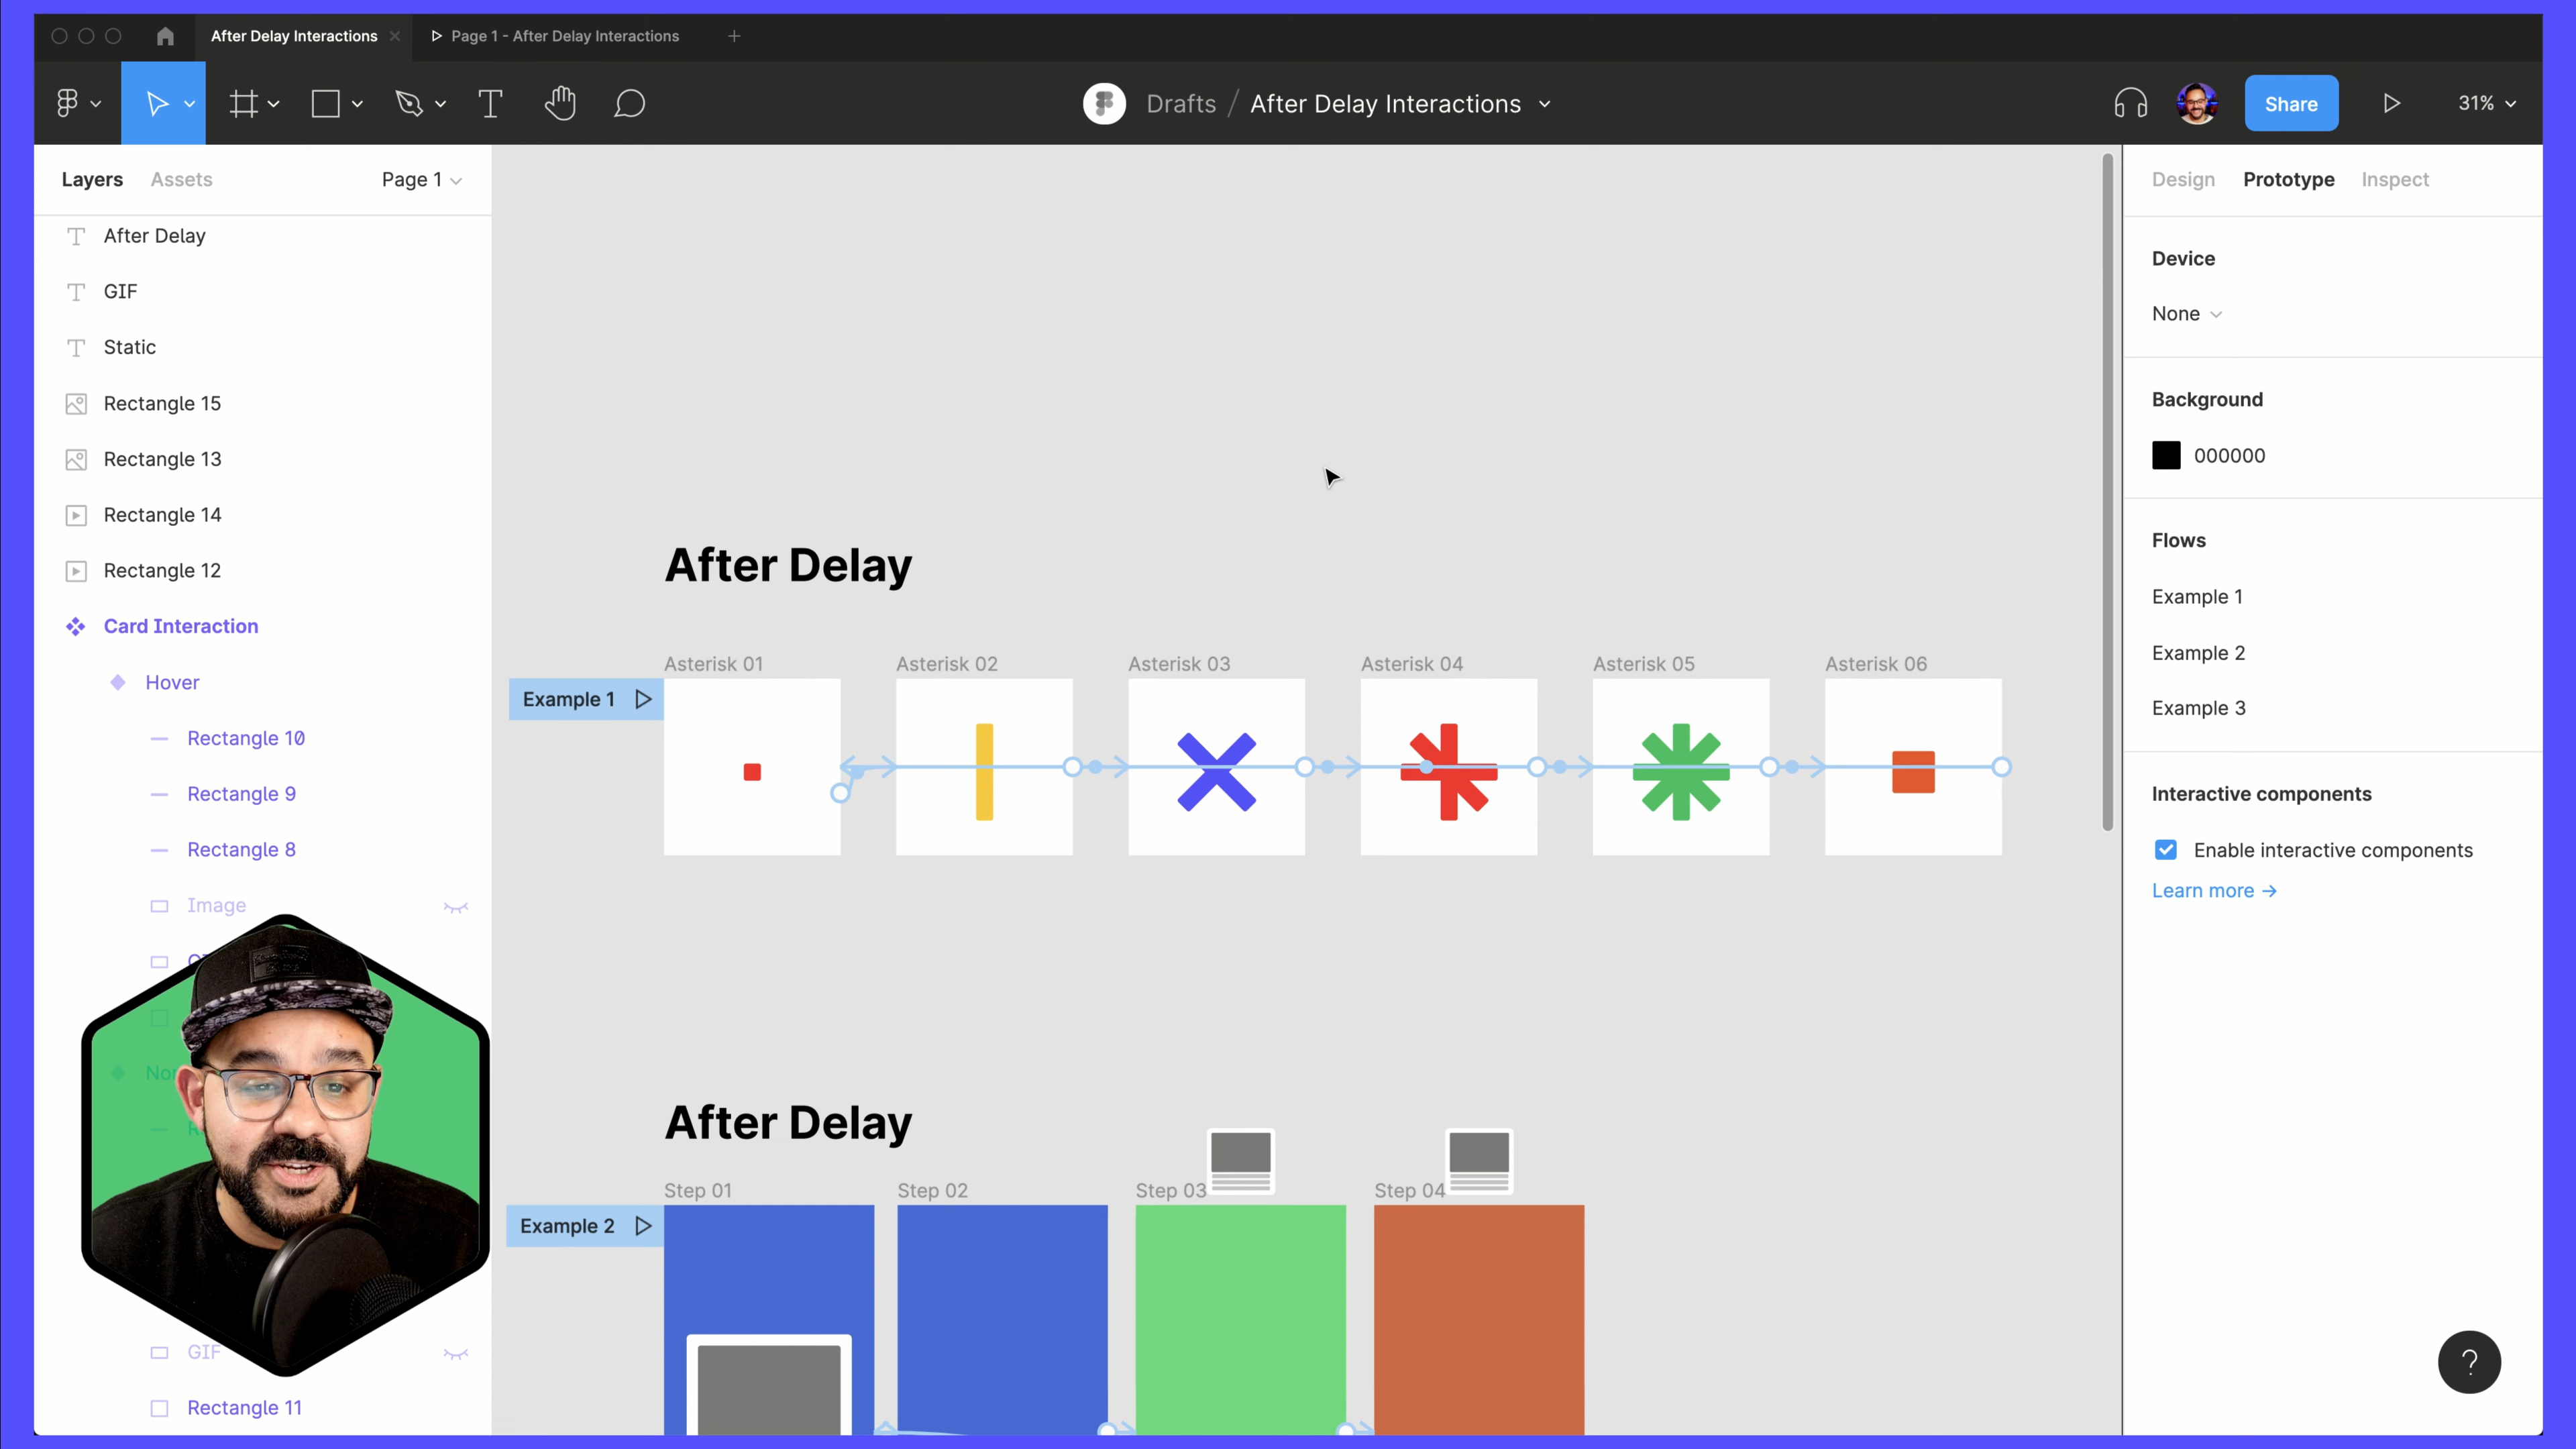 After Delay Interactions
Page 1 - After Delay Interactions
Drafts / After Delay Interactions
Share
31%
Layers Assets Page 1
After Delay
GIF
Static
Rectangle 15
Rectangle 13
Rectangle 14
Rectangle 12
Card Interaction
Hover
Rectangle 10
Rectangle 9
Rectangle 8
Image
GIF
Rectangle 11
After Delay
Asterisk 01 Asterisk 02 Asterisk 03 Asterisk 04 Asterisk 05 Asterisk 06
Example 1
After Delay
Step 01 Step 02 Step 03 Step 04
Example 2
Design Prototype Inspect
Device
None
Background
000000
Flows
Example 1
Example 2
Example 3
Interactive components
Enable interactive components
Learn more →
?